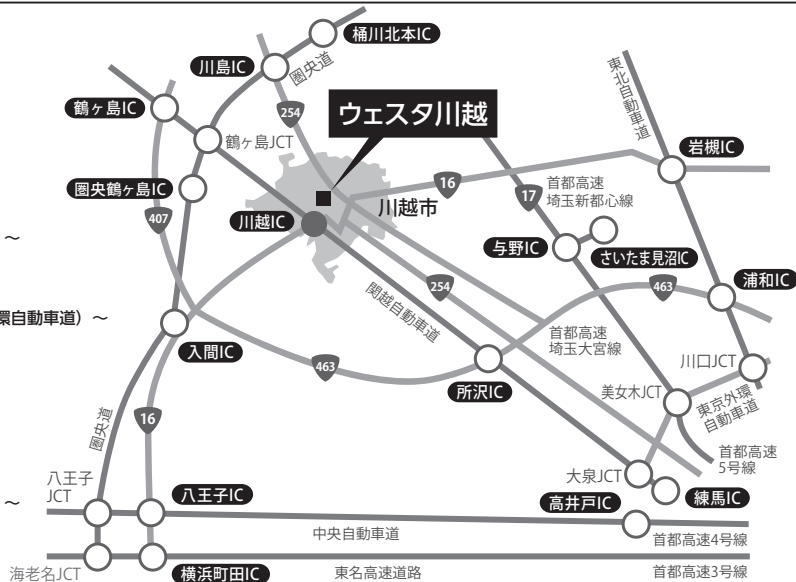 桶川北本IC
川島IC
圏央道
東北自動車道
鶴ヶ島IC
254
ウェスタ川越
鶴ヶ島JCT
岩槻IC
16
17
首都高速
埼玉新都心線
圏央鶴ヶ島IC
川越市
407
川越IC
～
与野IC
さいたま見沼IC
254
463
浦和IC
関越自動車道
環自動車道）～
入間IC
首都高速
埼玉大宮線
川口JCT
463
所沢IC
美女木JCT
東京外環
自動車道
16
圏央道
首都高速
5号線
八王子
JCT
大泉JCT
八王子IC
高井戸IC
練馬IC
～
中央自動車道
首都高速4号線
海老名JCT
横浜町田IC
東名高速道路
首都高速3号線